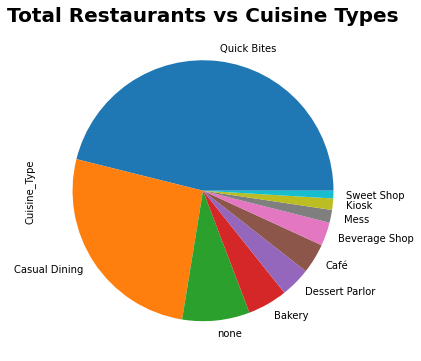 Total Restaurants vs Cuisine Types
Quick Bites
Cuisine_Type
Sweet Shop
Kiosk
Mess
Beverage Shop
Café
Dessert Parlor
Bakery
none
Casual Dining